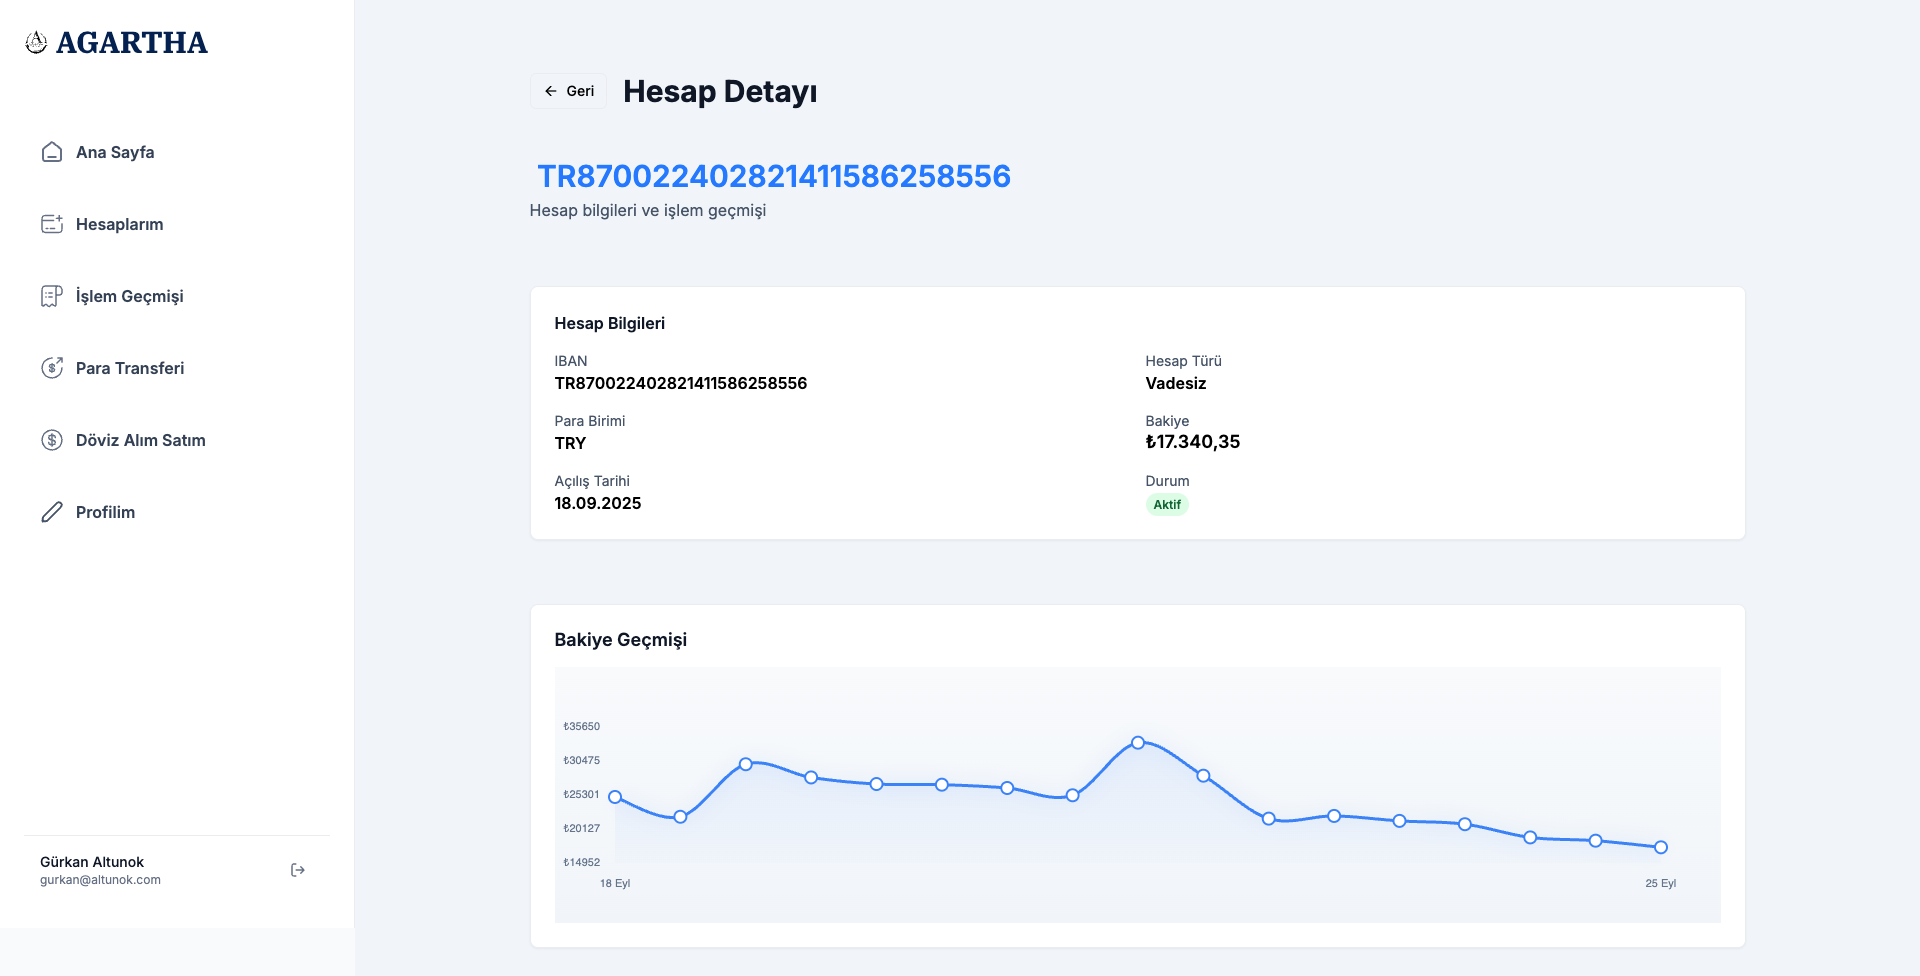 AGARTHA
Ana Sayfa
Hesaplarım
İşlem Geçmişi
Para Transferi
Döviz Alım Satım
Profilim
Gürkan Altunok
gurkan@altunok.com
Geri
Hesap Detayı
TR870022402821411586258556
Hesap bilgileri ve işlem geçmişi
Hesap Bilgileri
IBAN
TR870022402821411586258556
Hesap Türü
Vadesiz
Para Birimi
TRY
Bakiye
₺17.340,35
Açılış Tarihi
18.09.2025
Durum
Aktif
Bakiye Geçmişi
₺35650
₺30475
₺25301
₺20127
₺14952
18 Eyl
25 Eyl